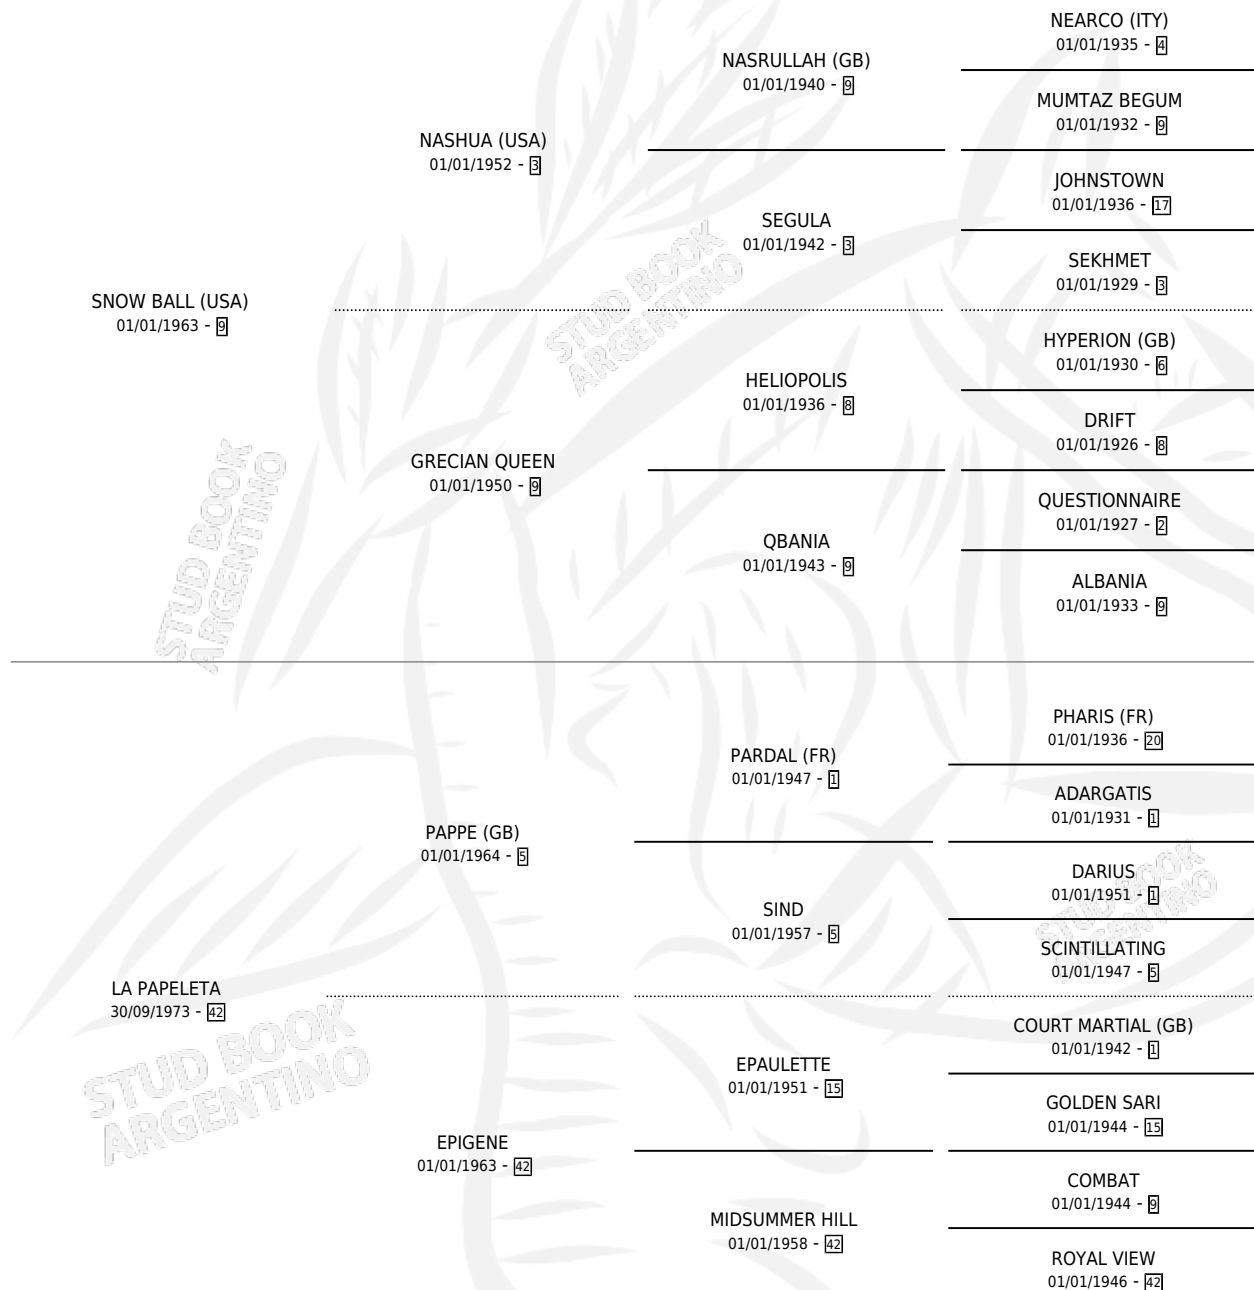 NEARCO (ITY)
01/01/1935 - 4
NASRULLAH (GB)
01/01/1940 - 9
MUMTAZ BEGUM
01/01/1932 - 9
NASHUA (USA)
01/01/1952 - 3
JOHNSTOWN
01/01/1936 - 17
SEGULA
01/01/1942 - 3
SEKHMET
01/01/1929 - 3
SNOW BALL (USA)
01/01/1963 - 9
HYPERION (GB)
01/01/1930 - 6
HELIOPOLIS
01/01/1936 - 8
DRIFT
01/01/1926 - 8
GRECIAN QUEEN
01/01/1950 - 9
QUESTIONNAIRE
01/01/1927 - 2
QBANIA
01/01/1943 - 9
ALBANIA
01/01/1933 - 9
PHARIS (FR)
01/01/1936 - 20
PARDAL (FR)
01/01/1947 - 1
ADARGATIS
01/01/1931 - 1
PAPPE (GB)
01/01/1964 - 5
DARIUS
01/01/1951 - 1
SIND
01/01/1957 - 5
SCINTILLATING
01/01/1947 - 5
LA PAPELETA
30/09/1973 - 42
COURT MARTIAL (GB)
01/01/1942 - 1
EPAULETTE
01/01/1951 - 15
GOLDEN SARI
01/01/1944 - 15
EPIGENE
01/01/1963 - 42
COMBAT
01/01/1944 - 9
MIDSUMMER HILL
01/01/1958 - 42
ROYAL VIEW
01/01/1946 - 42
STUD BOOK
ARGENTINO
STUD BOOK
ARGENTINO
STUD BOOK
ARGENTINO
STUD BOOK
ARGENTINO